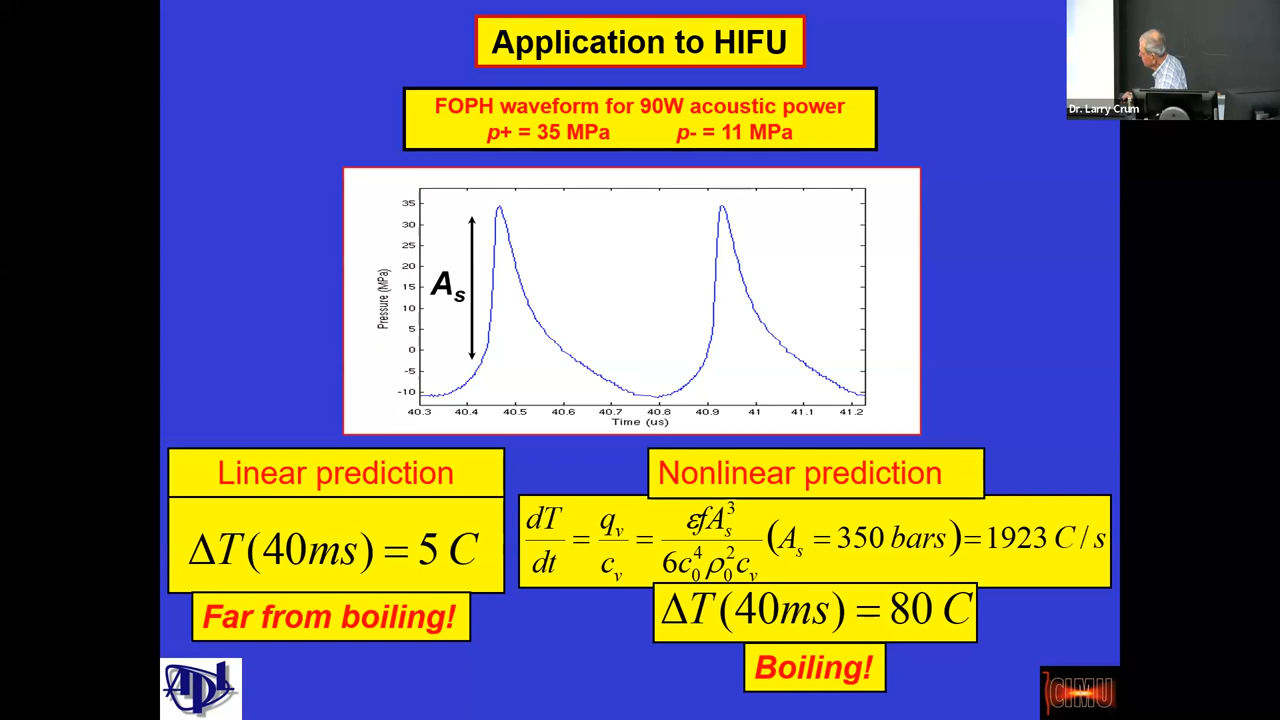 Application to HIFU
Dr. Larry Crum
FOPH waveform for 90W acoustic power
p+ = 35 MPa p- = 11 MPa
35
30
25
20
15
10
5
0
-5
-10
Pressure (MPa)
A_s
40.3 40.4 40.5 40.6 40.7 40.8 40.9 41 41.1 41.2
Time (us)
Linear prediction
ΔT(40ms) = 5 C
Far from boiling!
Nonlinear prediction
dT/dt = q_v/c_v = εfA_s^3/6c_0^4ρ_0^2c_v (A_s = 350 bars) = 1923 C/s
ΔT(40ms) = 80 C
Boiling!
APL
CIMU